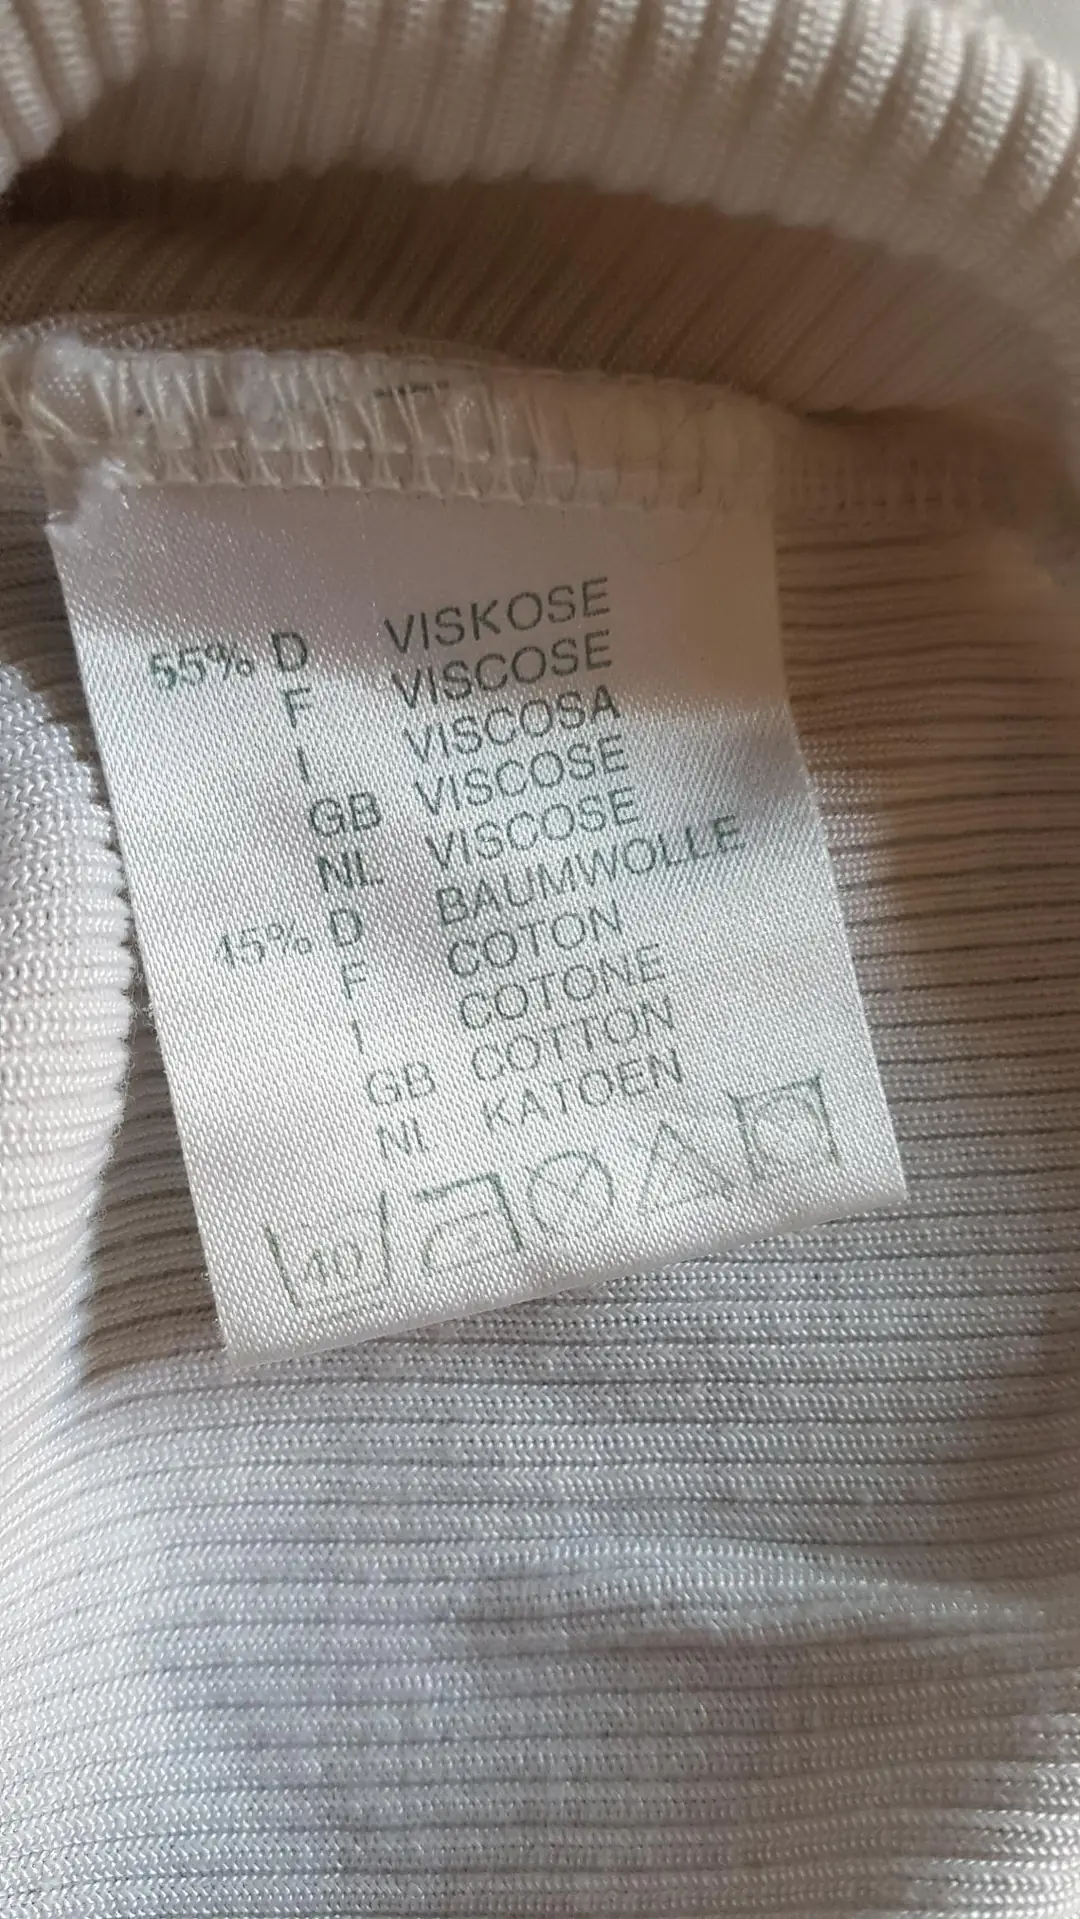 55% D VISKOSE
F VISCOSE
I VISCOSA
GB VISCOSE
NL VISCOSE
45% D BAUMWOLLE
F COTON
I COTONE
GB COTTON
NL KATOEN
40